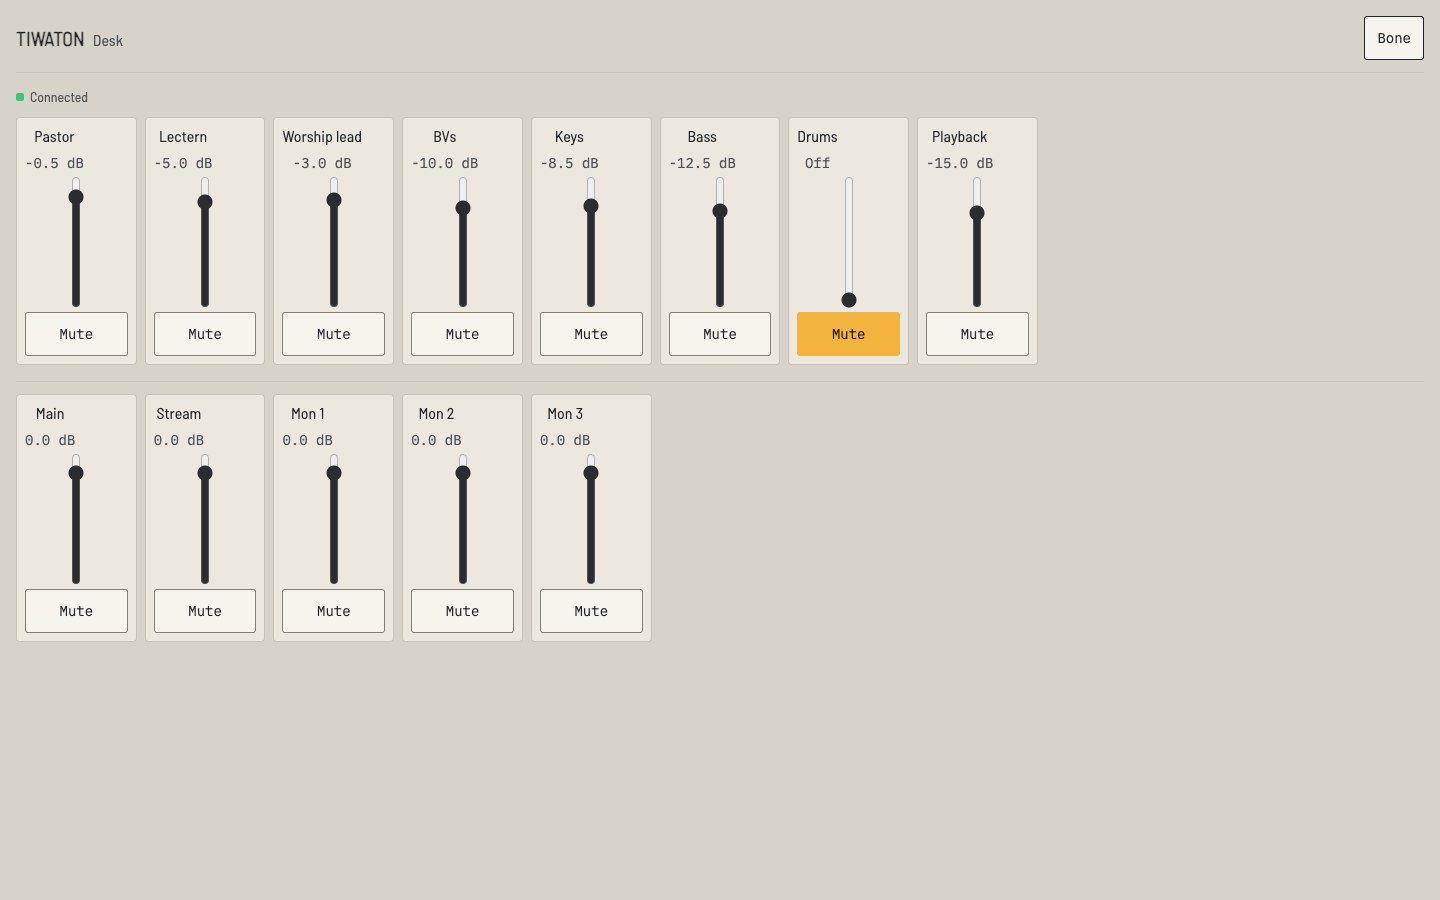 TIWATON Desk
Bone
Connected
Pastor Lectern Worship lead BVs Keys Bass Drums Playback
-0.5 dB -5.0 dB -3.0 dB -10.0 dB -8.5 dB -12.5 dB Off -15.0 dB
Mute Mute Mute Mute Mute Mute Mute Mute
Main Stream Mon 1 Mon 2 Mon 3
0.0 dB 0.0 dB 0.0 dB 0.0 dB 0.0 dB
Mute Mute Mute Mute Mute